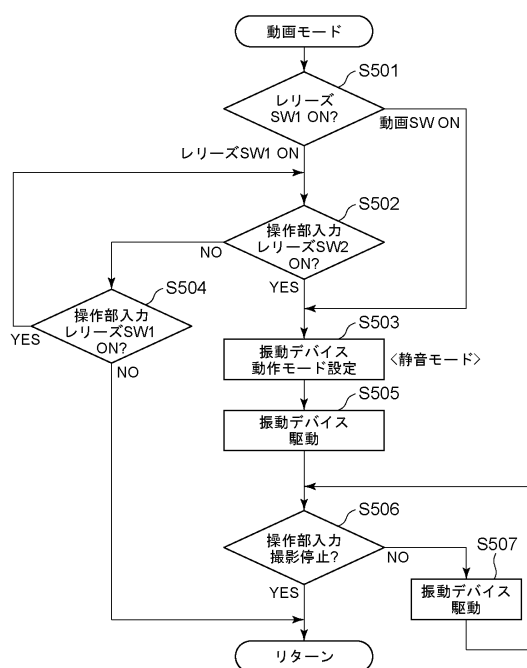 動画モード
S501
レリーズ
SW1 ON?
動画SW ON
レリーズSW1 ON
S502
操作部入力
レリーズSW2
ON?
NO
YES
S504
操作部入力
レリーズSW1
ON?
YES
NO
S503
振動デバイス
動作モード設定
<静音モード>
S505
振動デバイス
駆動
S506
操作部入力
撮影停止?
NO
YES
S507
振動デバイス
駆動
リターン